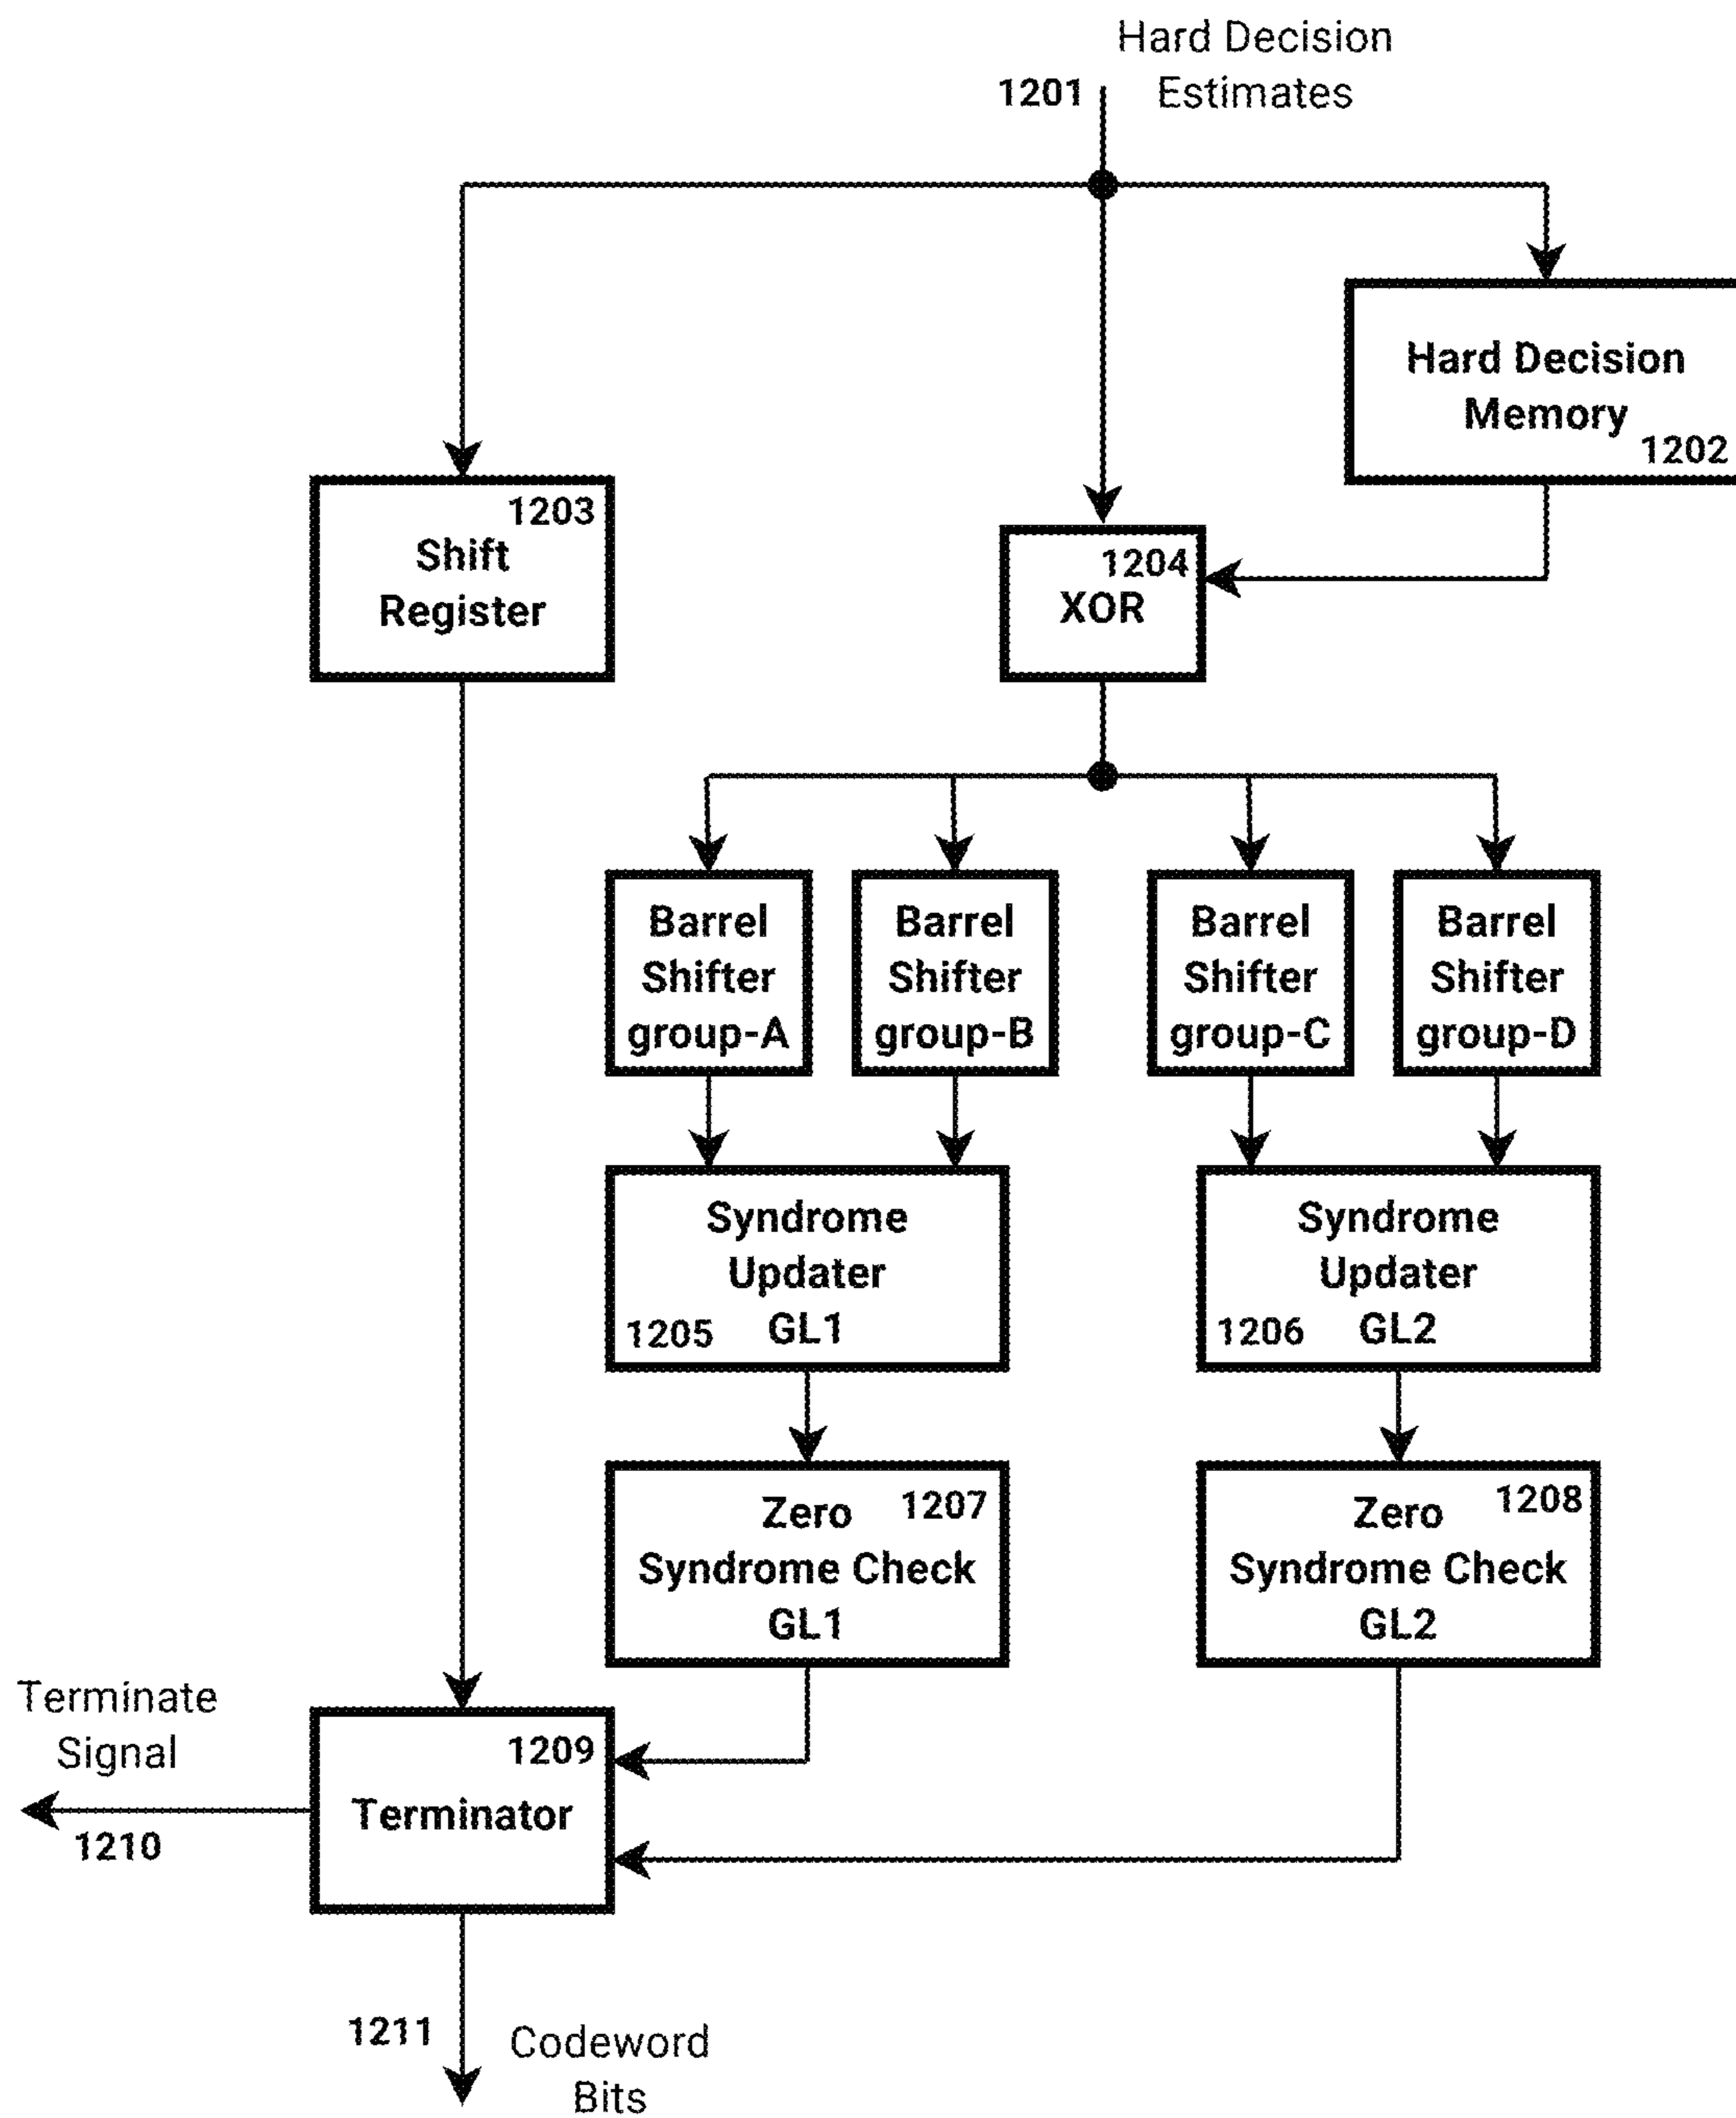 Hard Decision
Estimates
1201
Hard Decision
Memory
1202
1203
Shift
Register
1204
XOR
Barrel
Shifter
group-A
Barrel
Shifter
group-B
Barrel
Shifter
group-C
Barrel
Shifter
group-D
Syndrome
Updater
GL1
1205
Syndrome
Updater
GL2
1206
Zero
1207
Syndrome Check
GL1
Zero
1208
Syndrome Check
GL2
Terminate
Signal
1210
1209
Terminator
1211
Codeword
Bits